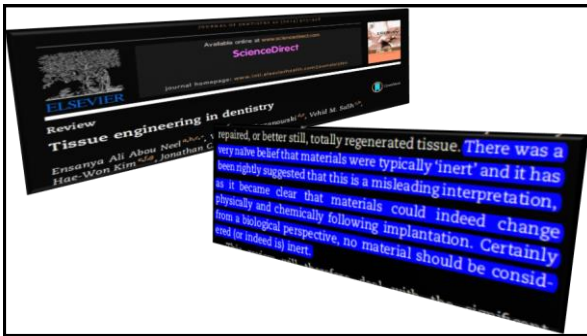 Available online at www.sciencedirect.com
ScienceDirect
journal homepage:
ELSEVIER
Review
Tissue engineering in dentistry
Ensanya Ali Abou Neel
Vehid M. Salih
Hae-Won Kim
Jonathan
repaired, or better still, totally regenerated tissue. There was a
very naïve belief that materials were typically 'inert' and it has
been rightly suggested that this is a misleading interpretation,
as it became clear that materials could indeed change
physically and chemically following implantation. Certainly
from a biological perspective, no material should be consid-
ered (or indeed is) inert.